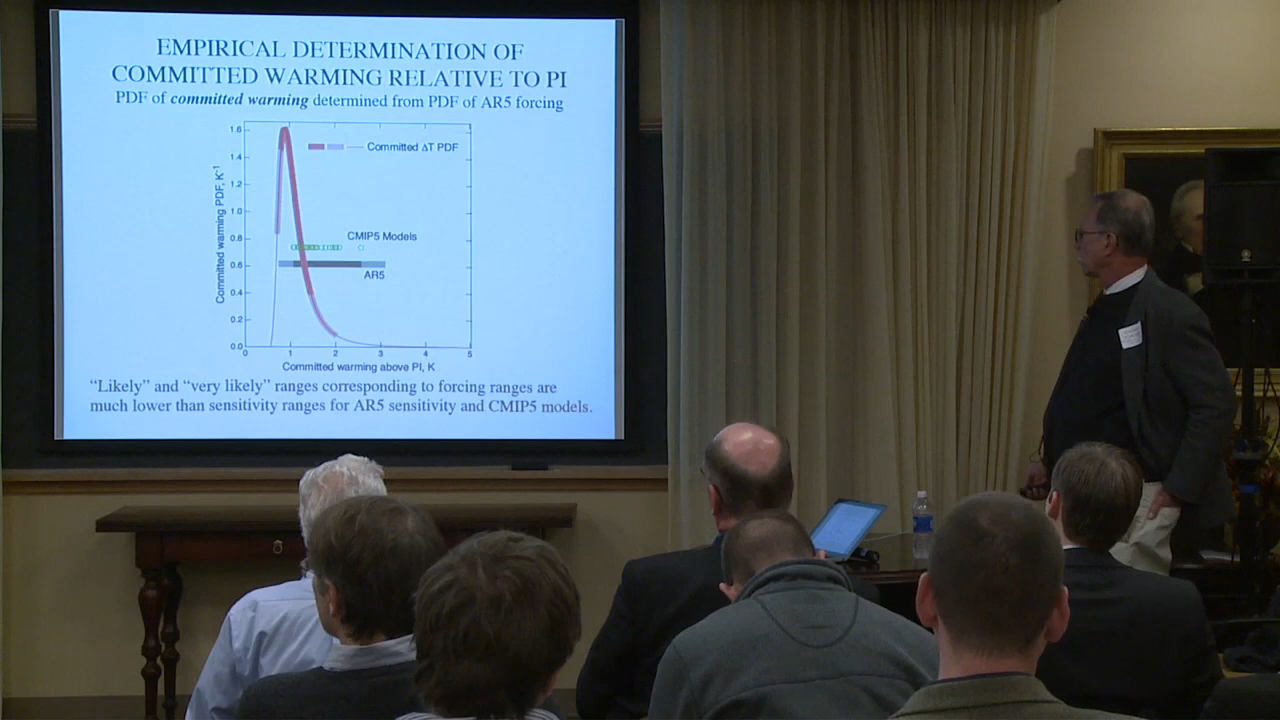 EMPIRICAL DETERMINATION OF
COMMITTED WARMING RELATIVE TO PI
PDF of committed warming determined from PDF of AR5 forcing
Committed warming PDF, K⁻¹
1.6
1.4
1.2
1.0
0.8
0.6
0.4
0.2
0.0
Committed ΔT PDF
CMIP5 Models
AR5
0 1 2 3 4 5
Committed warming above PI, K
“Likely” and “very likely” ranges corresponding to forcing ranges are
much lower than sensitivity ranges for AR5 sensitivity and CMIP5 models.